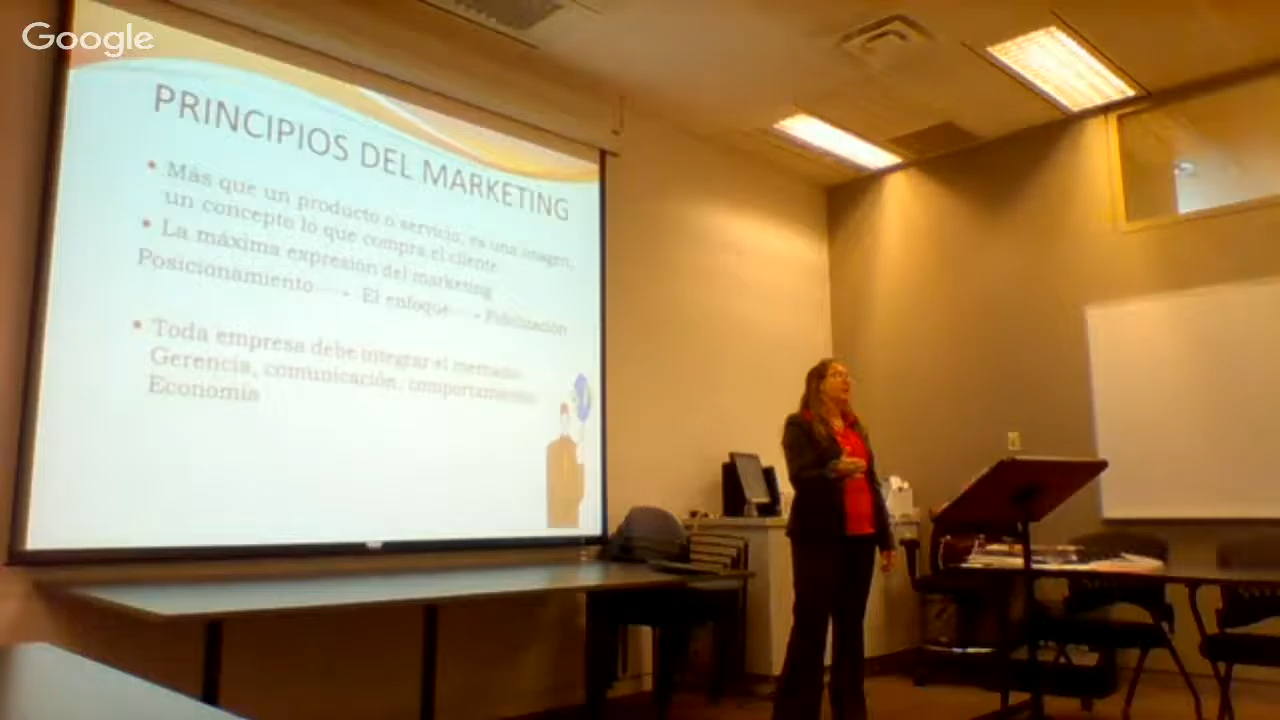 Google
PRINCIPIOS DEL MARKETING
• Más que un producto o servicio, es una imagen,
un concepto lo que compra el cliente
• La máxima expresión del marketing
Posicionamiento → El enfoque → Fidelización
• Toda empresa debe integrar el mercado:
Gerencia, comunicación, comportamiento
Economía